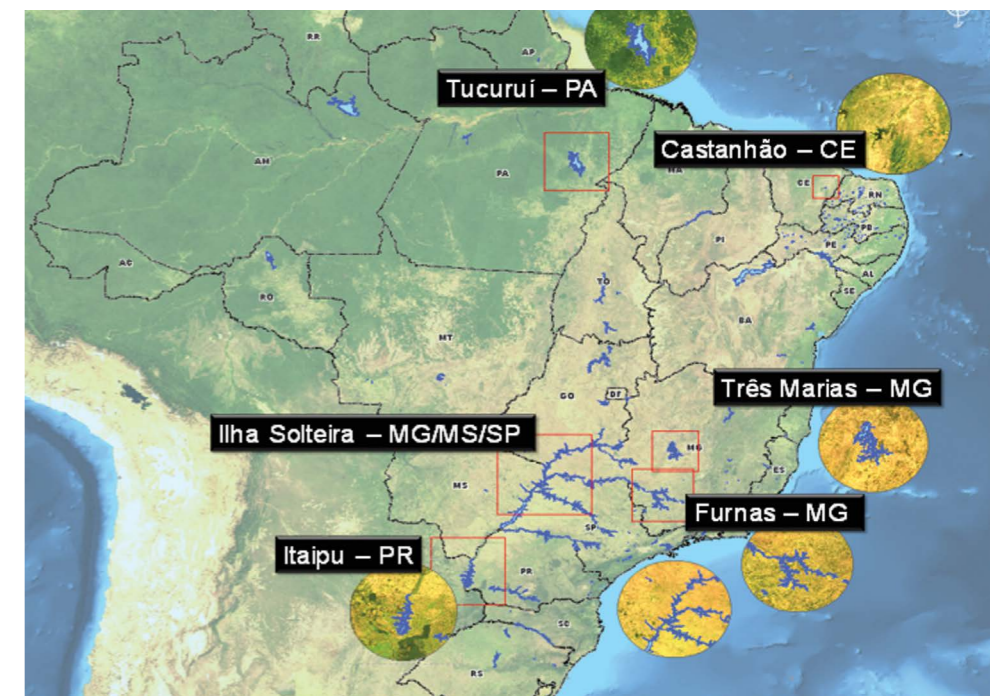 RR
AP
Tucuruí – PA
Castanhão – CE
AM
PA
MA
CE
RN
PB
PI
PE
AC
AL
RO
TO
SE
BA
MT
Três Marias – MG
GO
DF
Ilha Solteira – MG/MS/SP
MG
ES
MS
Furnas – MG
SP
Itaipu – PR
PR
SC
RS